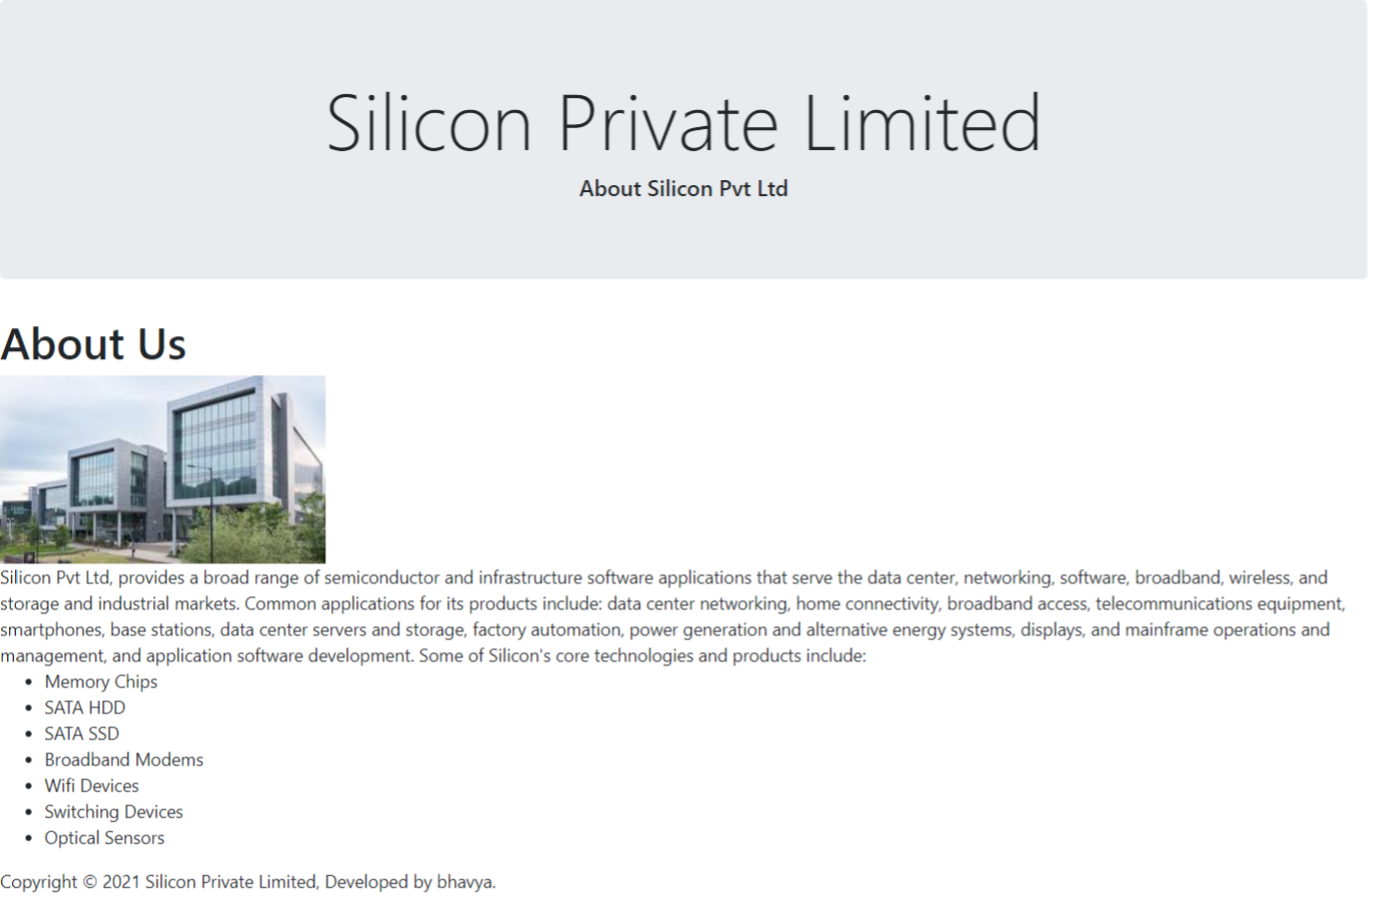 Silicon Private Limited
About Silicon Pvt Ltd
About Us
Silicon Pvt Ltd, provides a broad range of semiconductor and infrastructure software applications that serve the data center, networking, software, broadband, wireless, and
storage and industrial markets. Common applications for its products include: data center networking, home connectivity, broadband access, telecommunications equipment,
smartphones, base stations, data center servers and storage, factory automation, power generation and alternative energy systems, displays, and mainframe operations and
management, and application software development. Some of Silicon's core technologies and products include:
• Memory Chips
• SATA HDD
• SATA SSD
• Broadband Modems
• Wifi Devices
• Switching Devices
• Optical Sensors
Copyright © 2021 Silicon Private Limited, Developed by bhavya.